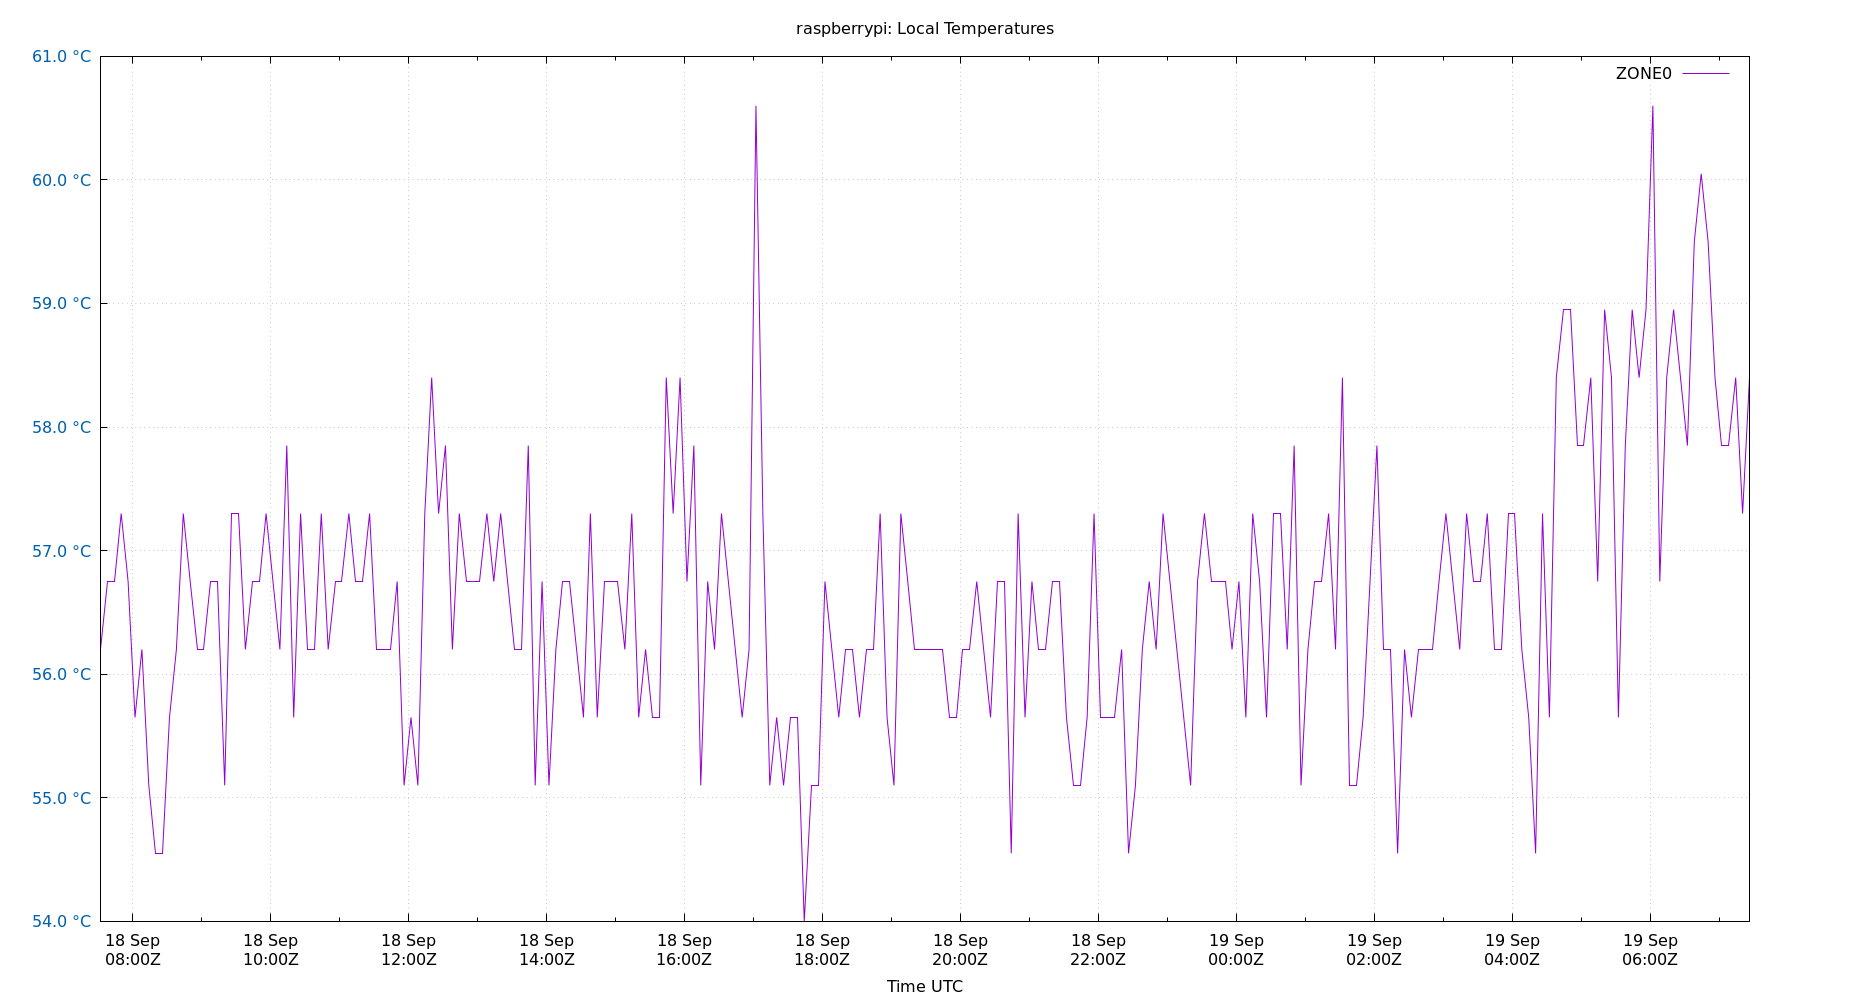 raspberrypi: Local Temperatures
61.0 °C
ZONE0
60.0 °C
59.0 °C
58.0 °C
57.0 °C
56.0 °C
55.0 °C
54.0 °C
18 Sep 18 Sep 18 Sep 18 Sep 18 Sep 18 Sep 18 Sep 18 Sep 19 Sep 19 Sep 19 Sep 19 Sep
08:00Z 10:00Z 12:00Z 14:00Z 16:00Z 18:00Z 20:00Z 22:00Z 00:00Z 02:00Z 04:00Z 06:00Z
Time UTC